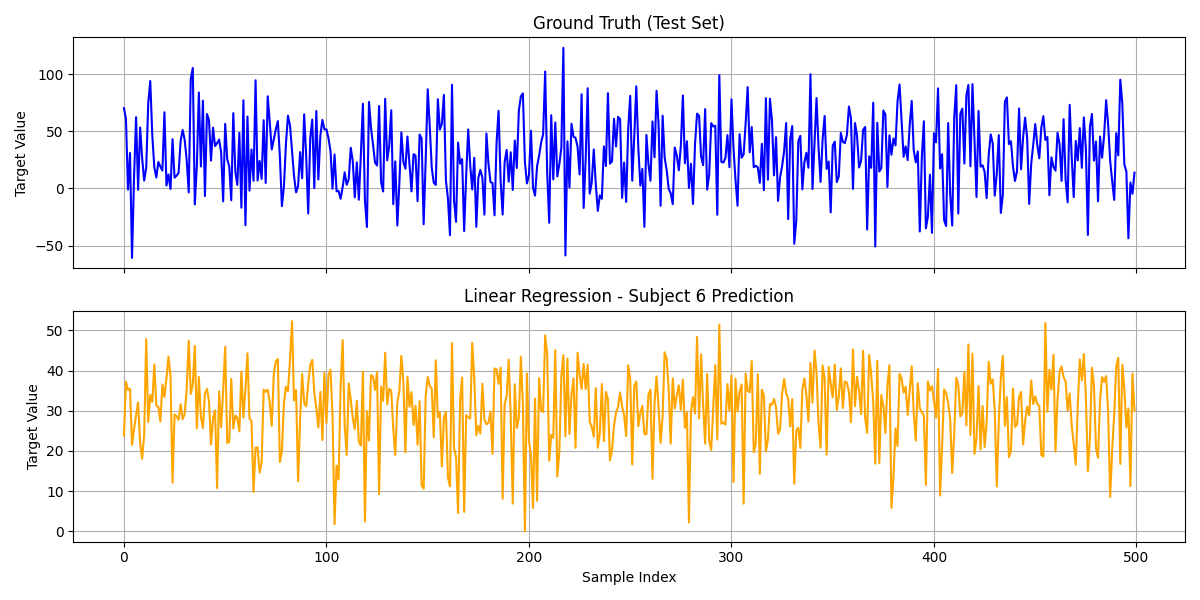 Ground Truth (Test Set)
Target Value
100
50
0
−50
Linear Regression - Subject 6 Prediction
Target Value
50
40
30
20
10
0
0 100 200 300 400 500
Sample Index